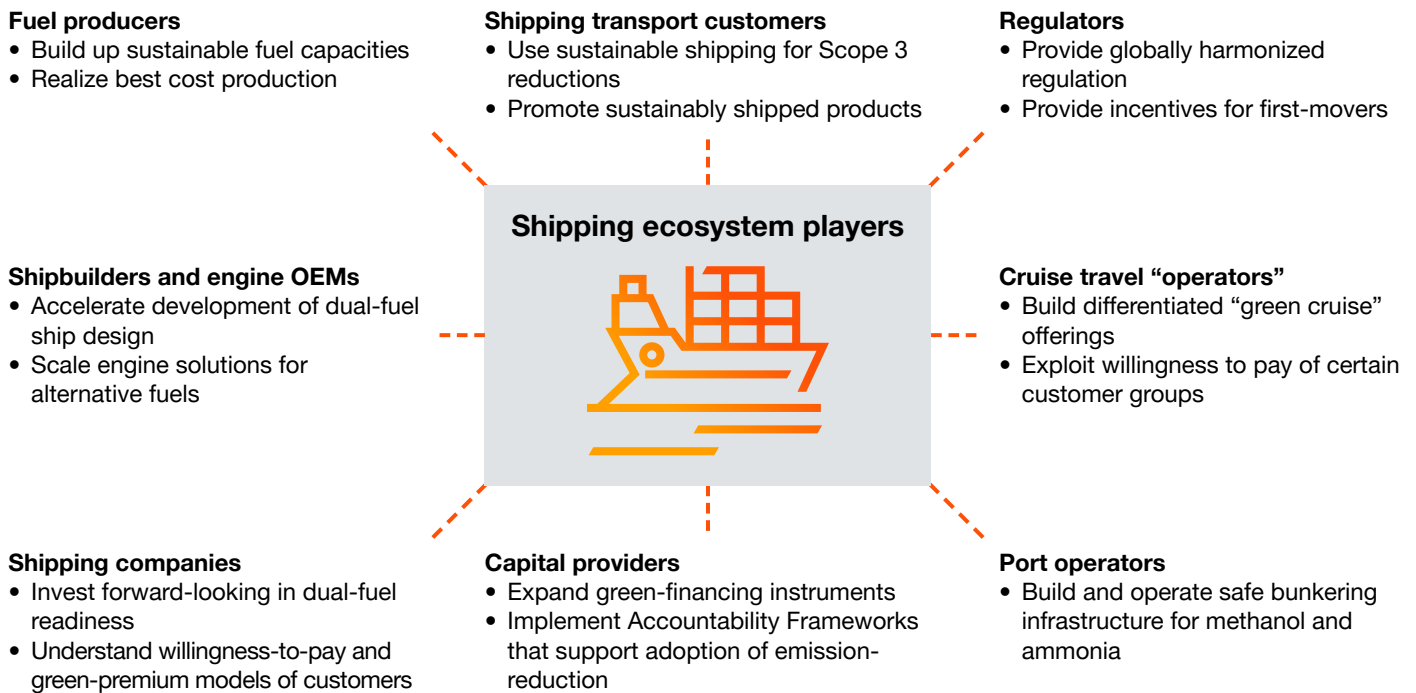 Fuel producers
• Build up sustainable fuel capacities
• Realize best cost production
Shipping transport customers
• Use sustainable shipping for Scope 3
reductions
• Promote sustainably shipped products
Regulators
• Provide globally harmonized
regulation
• Provide incentives for first-movers
Shipping ecosystem players
Shipbuilders and engine OEMs
• Accelerate development of dual-fuel
ship design
• Scale engine solutions for
alternative fuels
Cruise travel “operators”
• Build differentiated “green cruise”
offerings
• Exploit willingness to pay of certain
customer groups
Shipping companies
• Invest forward-looking in dual-fuel
readiness
• Understand willingness-to-pay and
green-premium models of customers
Capital providers
• Expand green-financing instruments
• Implement Accountability Frameworks
that support adoption of emission-
reduction
Port operators
• Build and operate safe bunkering
infrastructure for methanol and
ammonia